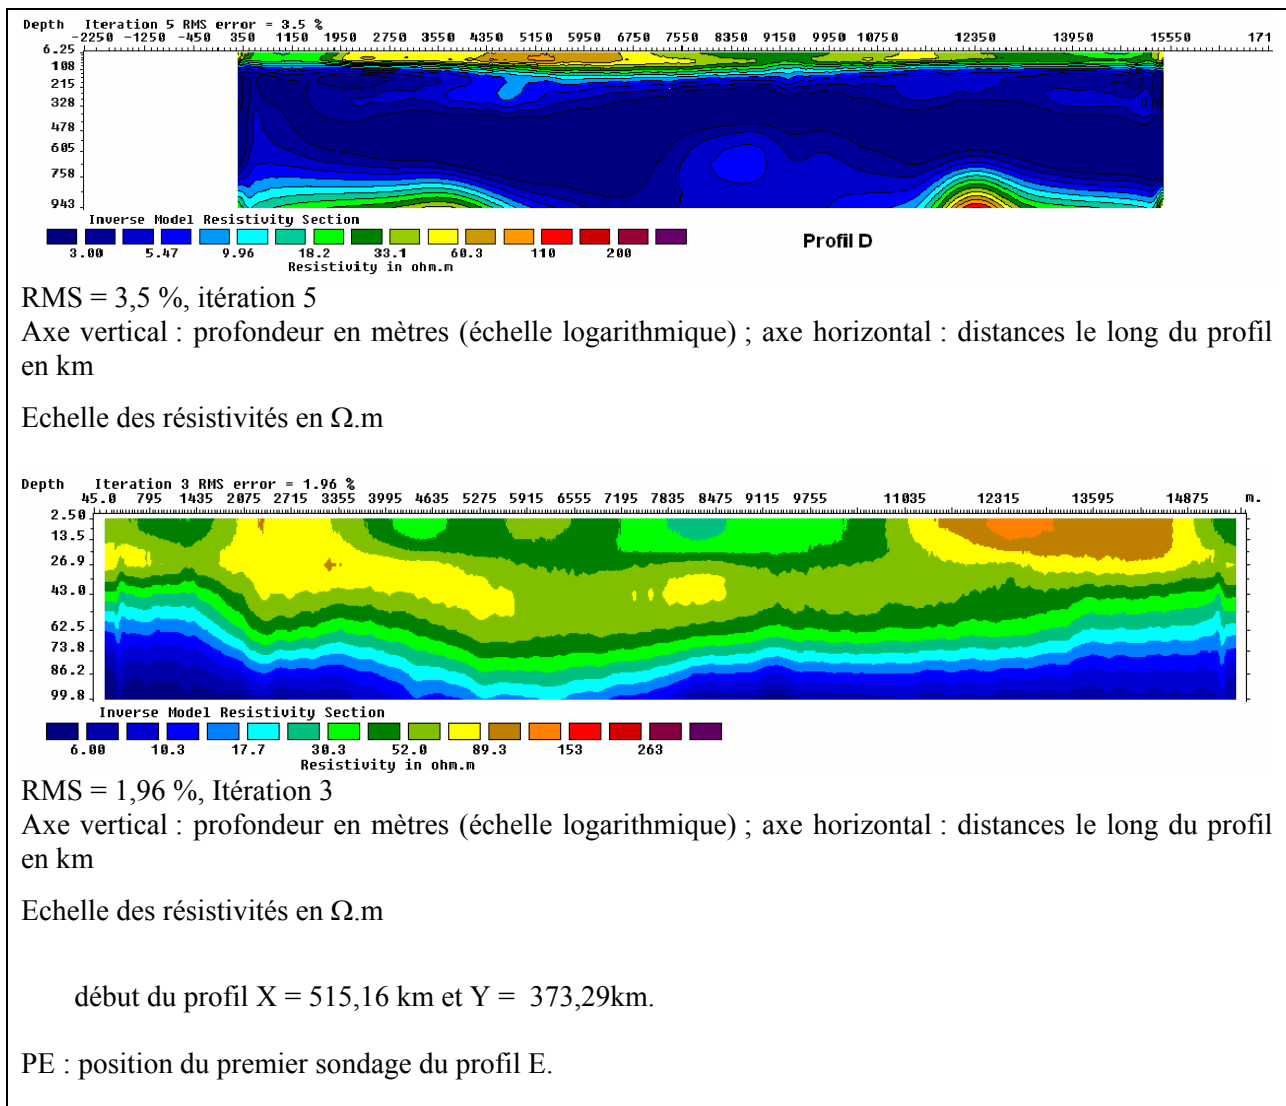 Depth Iteration 5 RMS error = 3.5 %
-2250 -1250 -450 350 1150 1950 2750 3550 4350 5150 5950 6750 7550 8350 9150 9950 10750 12350 13950 15550 171
6.25
108
215
328
478
605
758
943
Inverse Model Resistivity Section
3.00 5.47 9.96 18.2 33.1 60.3 110 200
Resistivity in ohm.m
Profil D
RMS = 3,5 %, itération 5
Axe vertical : profondeur en mètres (échelle logarithmique) ; axe horizontal : distances le long du profil
en km
Echelle des résistivités en Ω.m
Depth Iteration 3 RMS error = 1.96 %
45.0 795 1435 2075 2715 3355 3995 4635 5275 5915 6555 7195 7835 8475 9115 9755 11035 12315 13595 14875 m.
2.50
13.5
26.9
43.0
62.5
73.8
86.2
99.8
Inverse Model Resistivity Section
6.00 10.3 17.7 30.3 52.0 89.3 153 263
Resistivity in ohm.m
RMS = 1,96 %, Itération 3
Axe vertical : profondeur en mètres (échelle logarithmique) ; axe horizontal : distances le long du profil
en km
Echelle des résistivités en Ω.m
début du profil X = 515,16 km et Y = 373,29km.
PE : position du premier sondage du profil E.